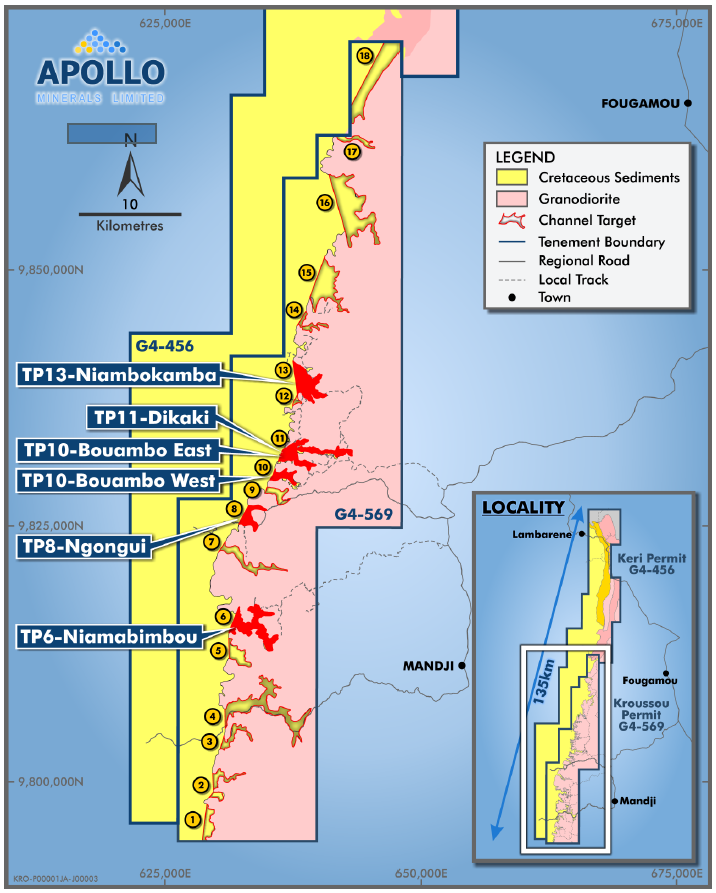 625,000E
675,000E
APOLLO
MINERALS LIMITED
N
10
Kilometres
FOUGAMOU
LEGEND
Cretaceous Sediments
Granodiorite
Channel Target
Tenement Boundary
Regional Road
Local Track
Town
18
17
16
15
14
13
12
11
10
9
8
7
6
5
4
3
2
1
9,850,000N
G4-456
TP13-Niambokamba
TP11-Dikaki
TP10-Bouambo East
TP10-Bouambo West
9,825,000N
G4-569
TP8-Ngongui
TP6-Niamabimbou
MANDJI
9,800,000N
LOCALITY
Lambarene
Keri Permit
G4-456
135km
Fougamou
Kroussou
Permit
G4-569
Mandji
KRO-P00001JA-J00003
625,000E
650,000E
675,000E